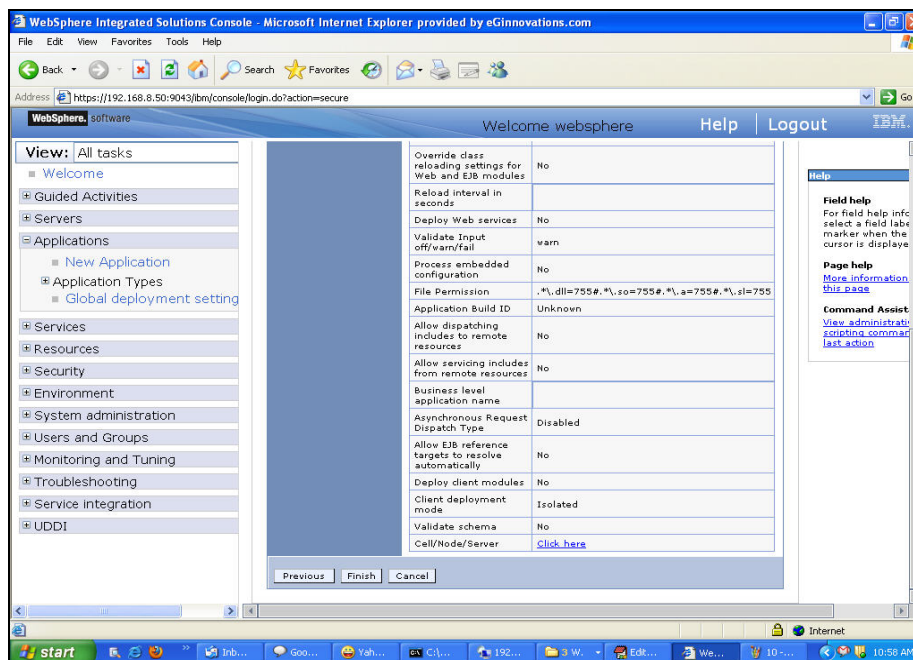 WebSphere Integrated Solutions Console - Microsoft Internet Explorer provided by eGinnovations.com
File Edit View Favorites Tools Help
Back Search Favorites
Address https://192.168.8.50:9043/ibm/console/login.do?action=secure Go
WebSphere. software Welcome websphere Help Logout IBM.
View: All tasks
Welcome
Guided Activities
Servers
Applications
New Application
Application Types
Global deployment setting
Services
Resources
Security
Environment
System administration
Users and Groups
Monitoring and Tuning
Troubleshooting
Service integration
UDDI
Override class
reloading settings for
Web and EJB modules
No
Reload interval in
seconds
Deploy Web services No
Validate Input
off/warn/fail
warn
Process embedded
configuration
No
File Permission .*\.dll=755#.*\.so=755#.*\.a=755#.*\.sl=755
Application Build ID Unknown
Allow dispatching
includes to remote
resources
No
Allow servicing includes
from remote resources
No
Business level
application name
Asynchronous Request
Dispatch Type
Disabled
Allow EJB reference
targets to resolve
automatically
No
Deploy client modules No
Client deployment
mode
Isolated
Validate schema No
Cell/Node/Server Click here
Previous Finish Cancel
Help
Field help
For field help info
select a field labe
marker when the
cursor is displaye
Page help
More information
this page
Command Assist
View administrati
scripting commar
last action
Internet
start Inb... Goo... Yah... C:\... 192... 3 W. Edit... We... 10 -... 10:58 AM